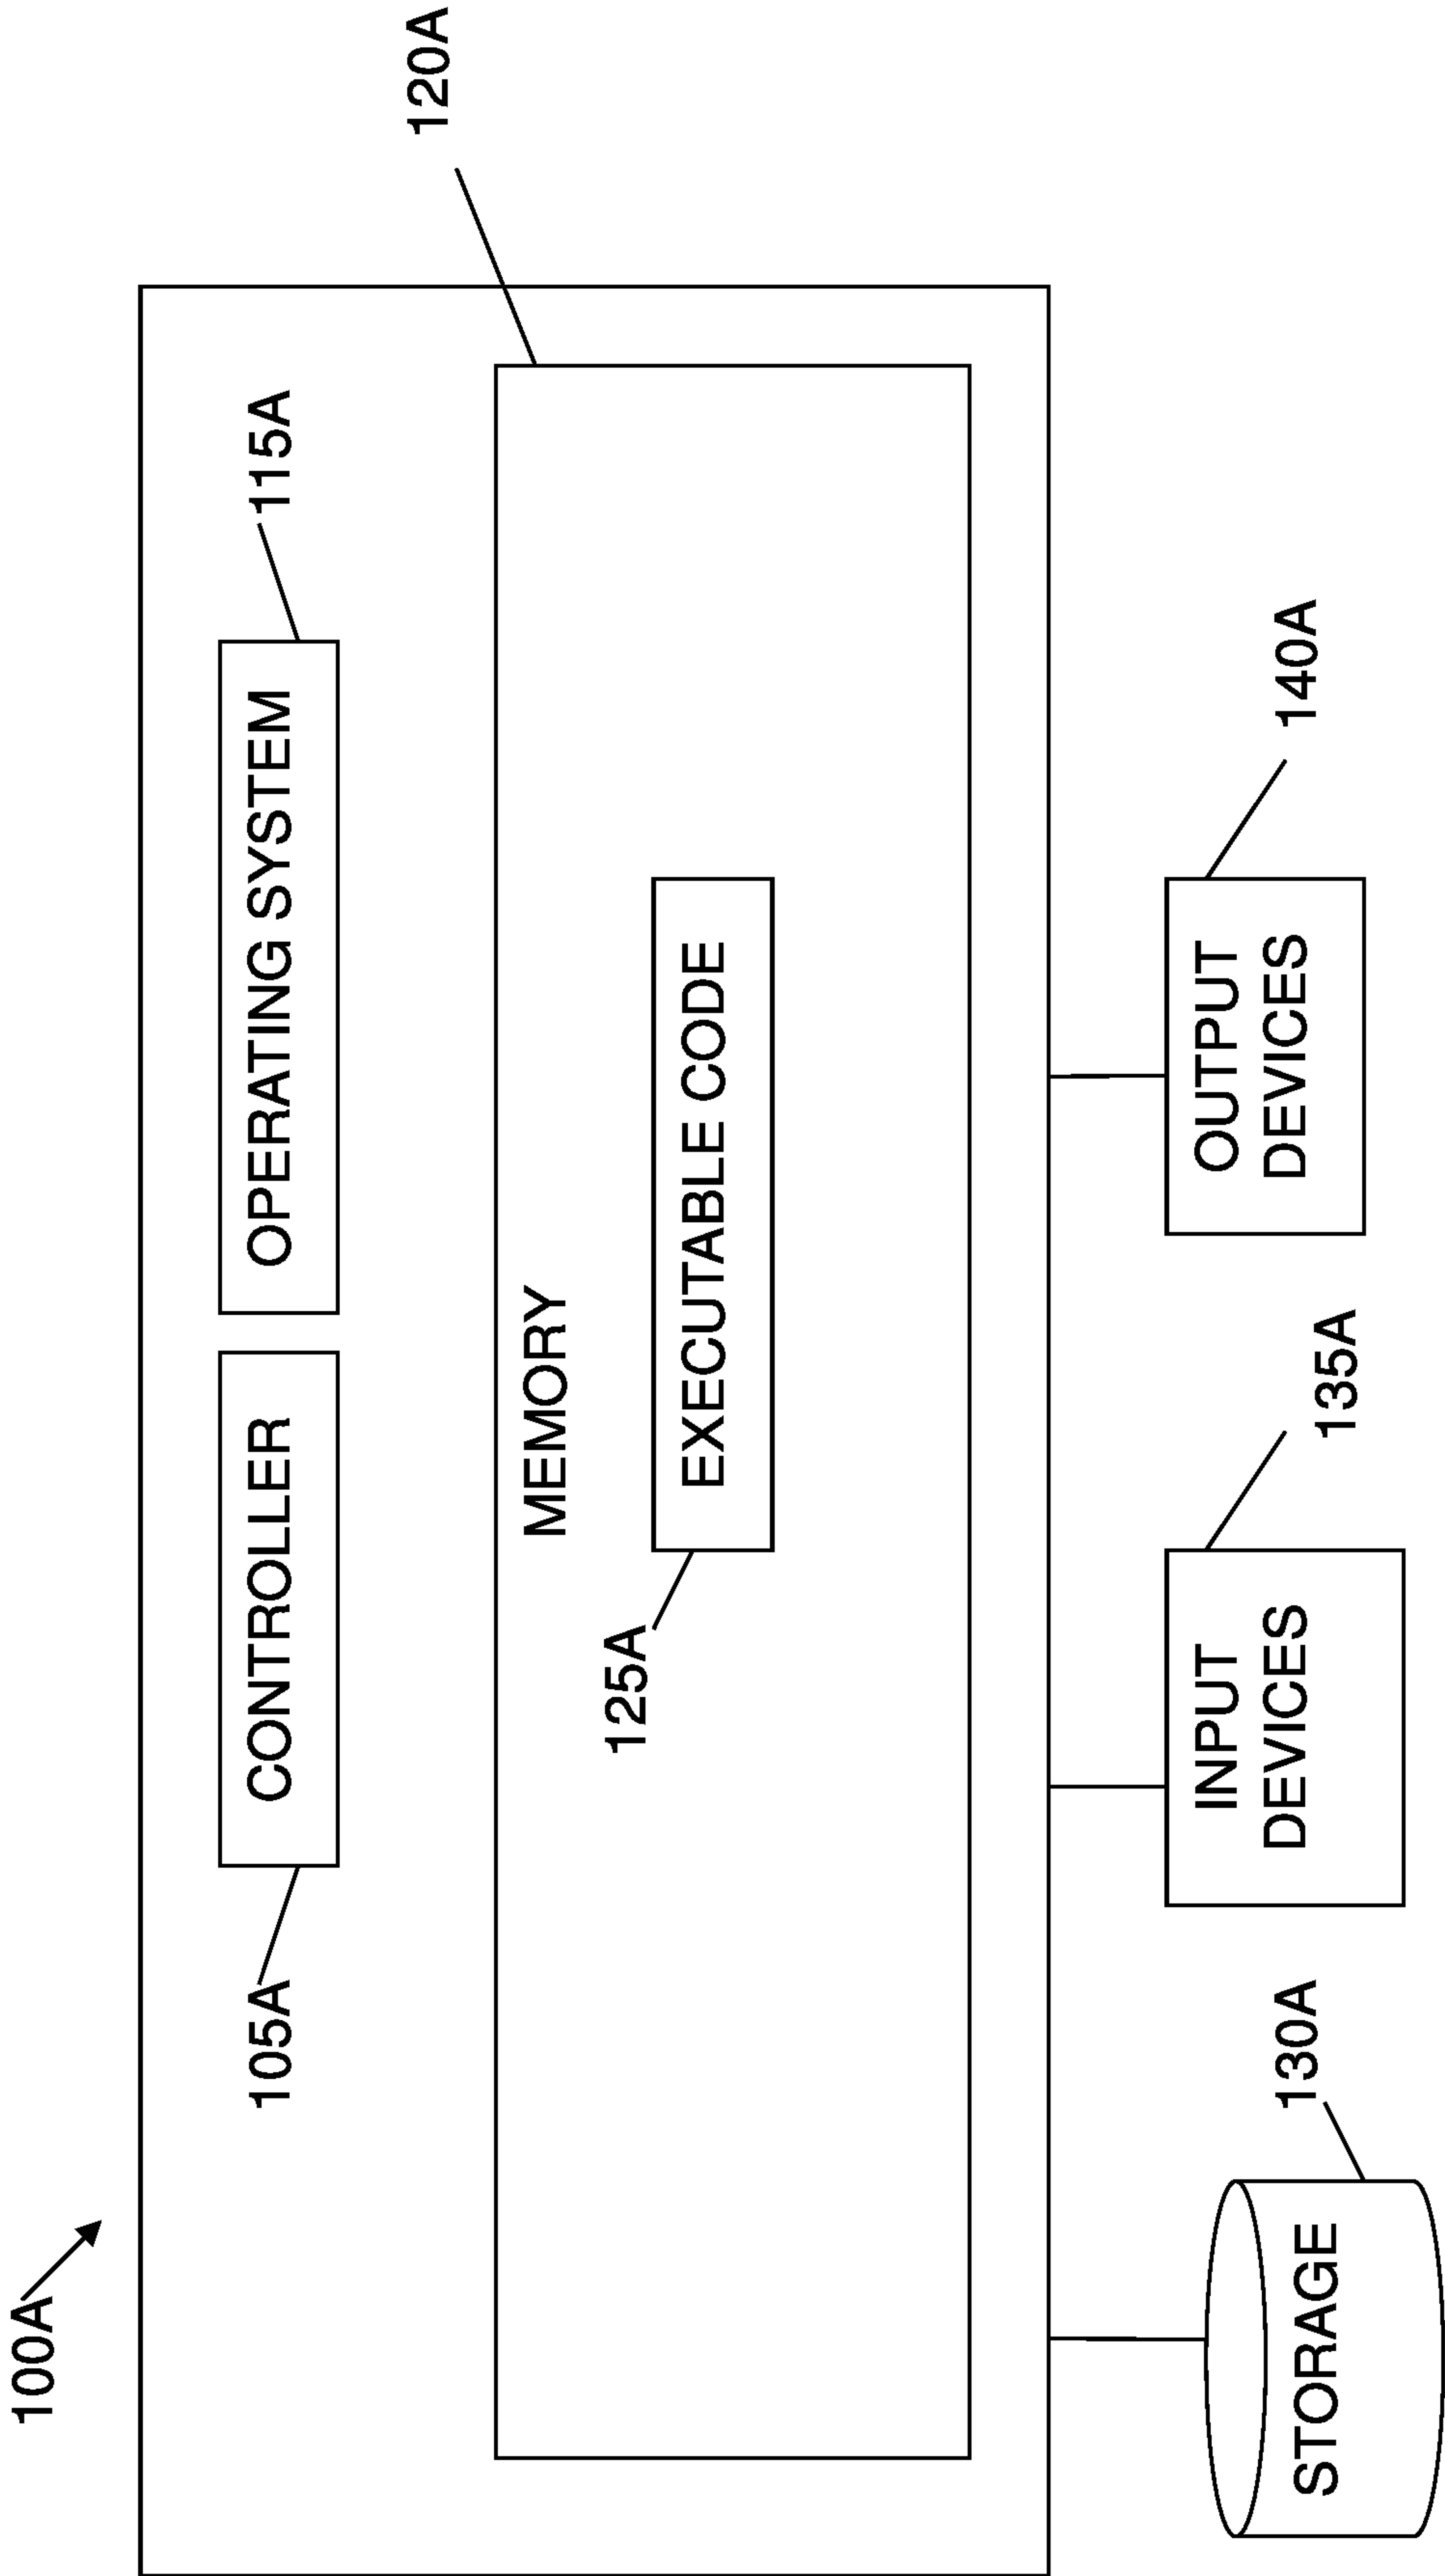 100A
105A
CONTROLLER
OPERATING SYSTEM
115A
120A
MEMORY
125A
EXECUTABLE CODE
STORAGE
130A
INPUT
DEVICES
135A
OUTPUT
DEVICES
140A